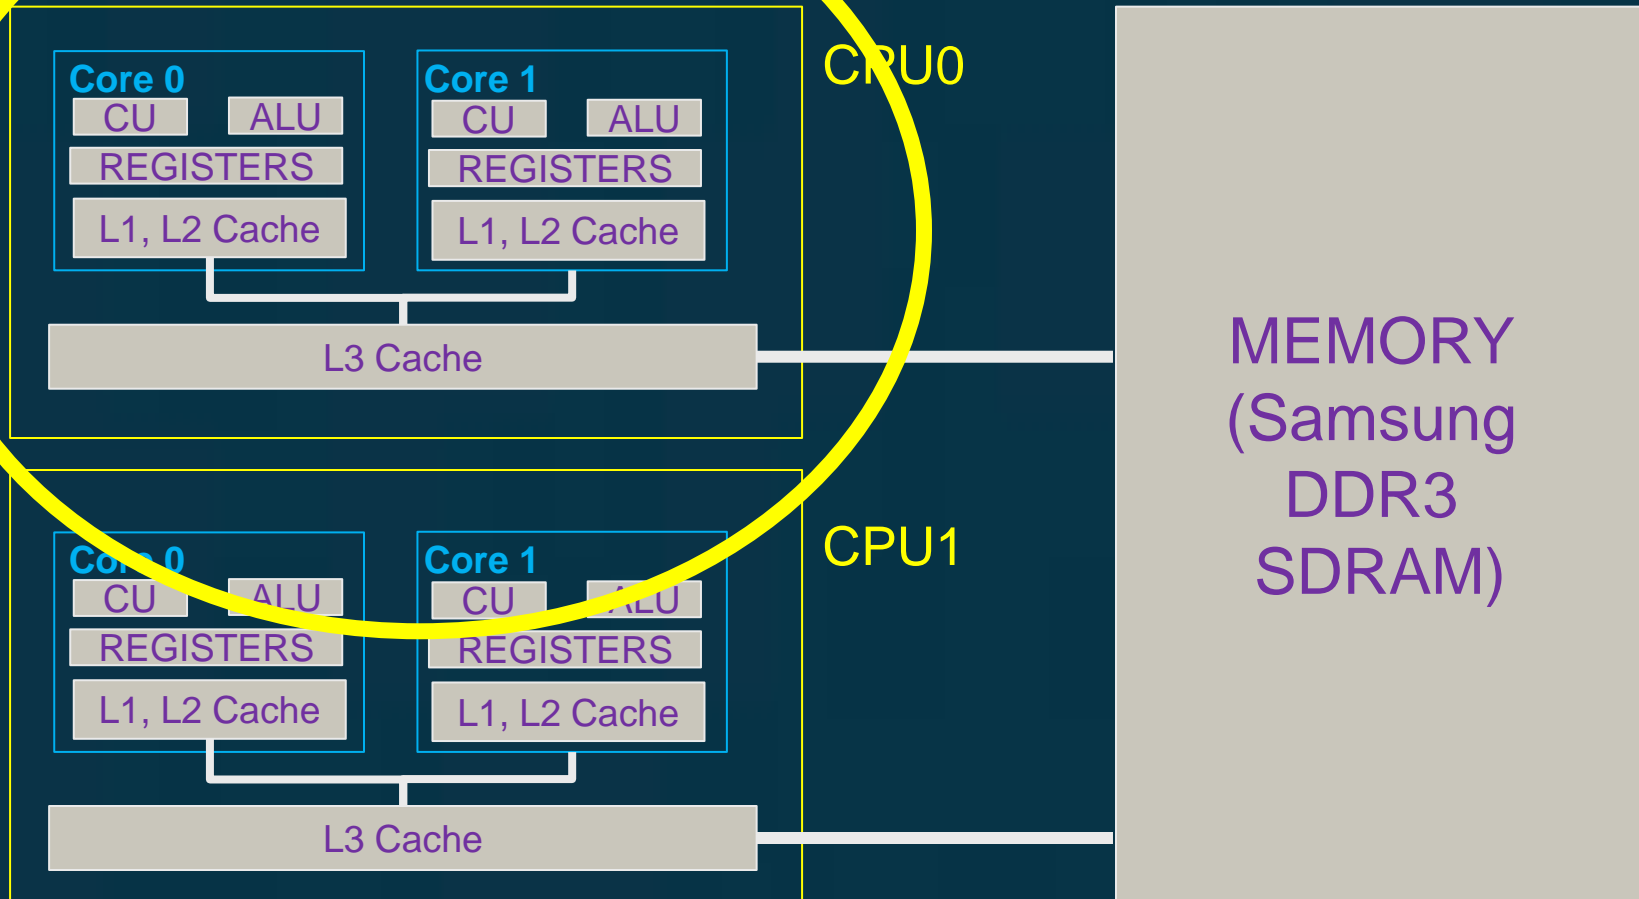 CPU0
Core 0
CU ALU
REGISTERS
L1, L2 Cache
Core 1
CU ALU
REGISTERS
L1, L2 Cache
L3 Cache
CPU1
Core 0
CU ALU
REGISTERS
L1, L2 Cache
Core 1
CU ALU
REGISTERS
L1, L2 Cache
L3 Cache
MEMORY
(Samsung
DDR3
SDRAM)